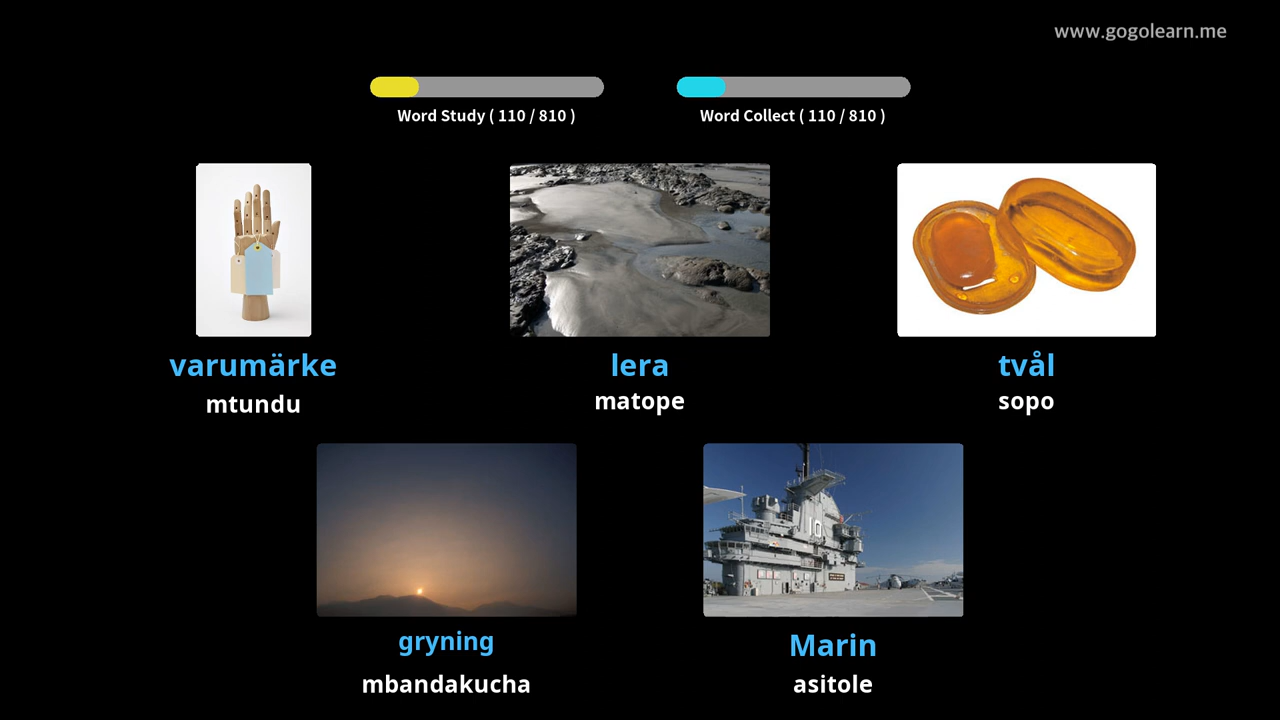 www.gogolearn.me
Word Study ( 110 / 810 )
Word Collect ( 110 / 810 )
varumärke
mtundu
lera
matope
tvål
sopo
gryning
mbandakucha
Marin
asitole
10